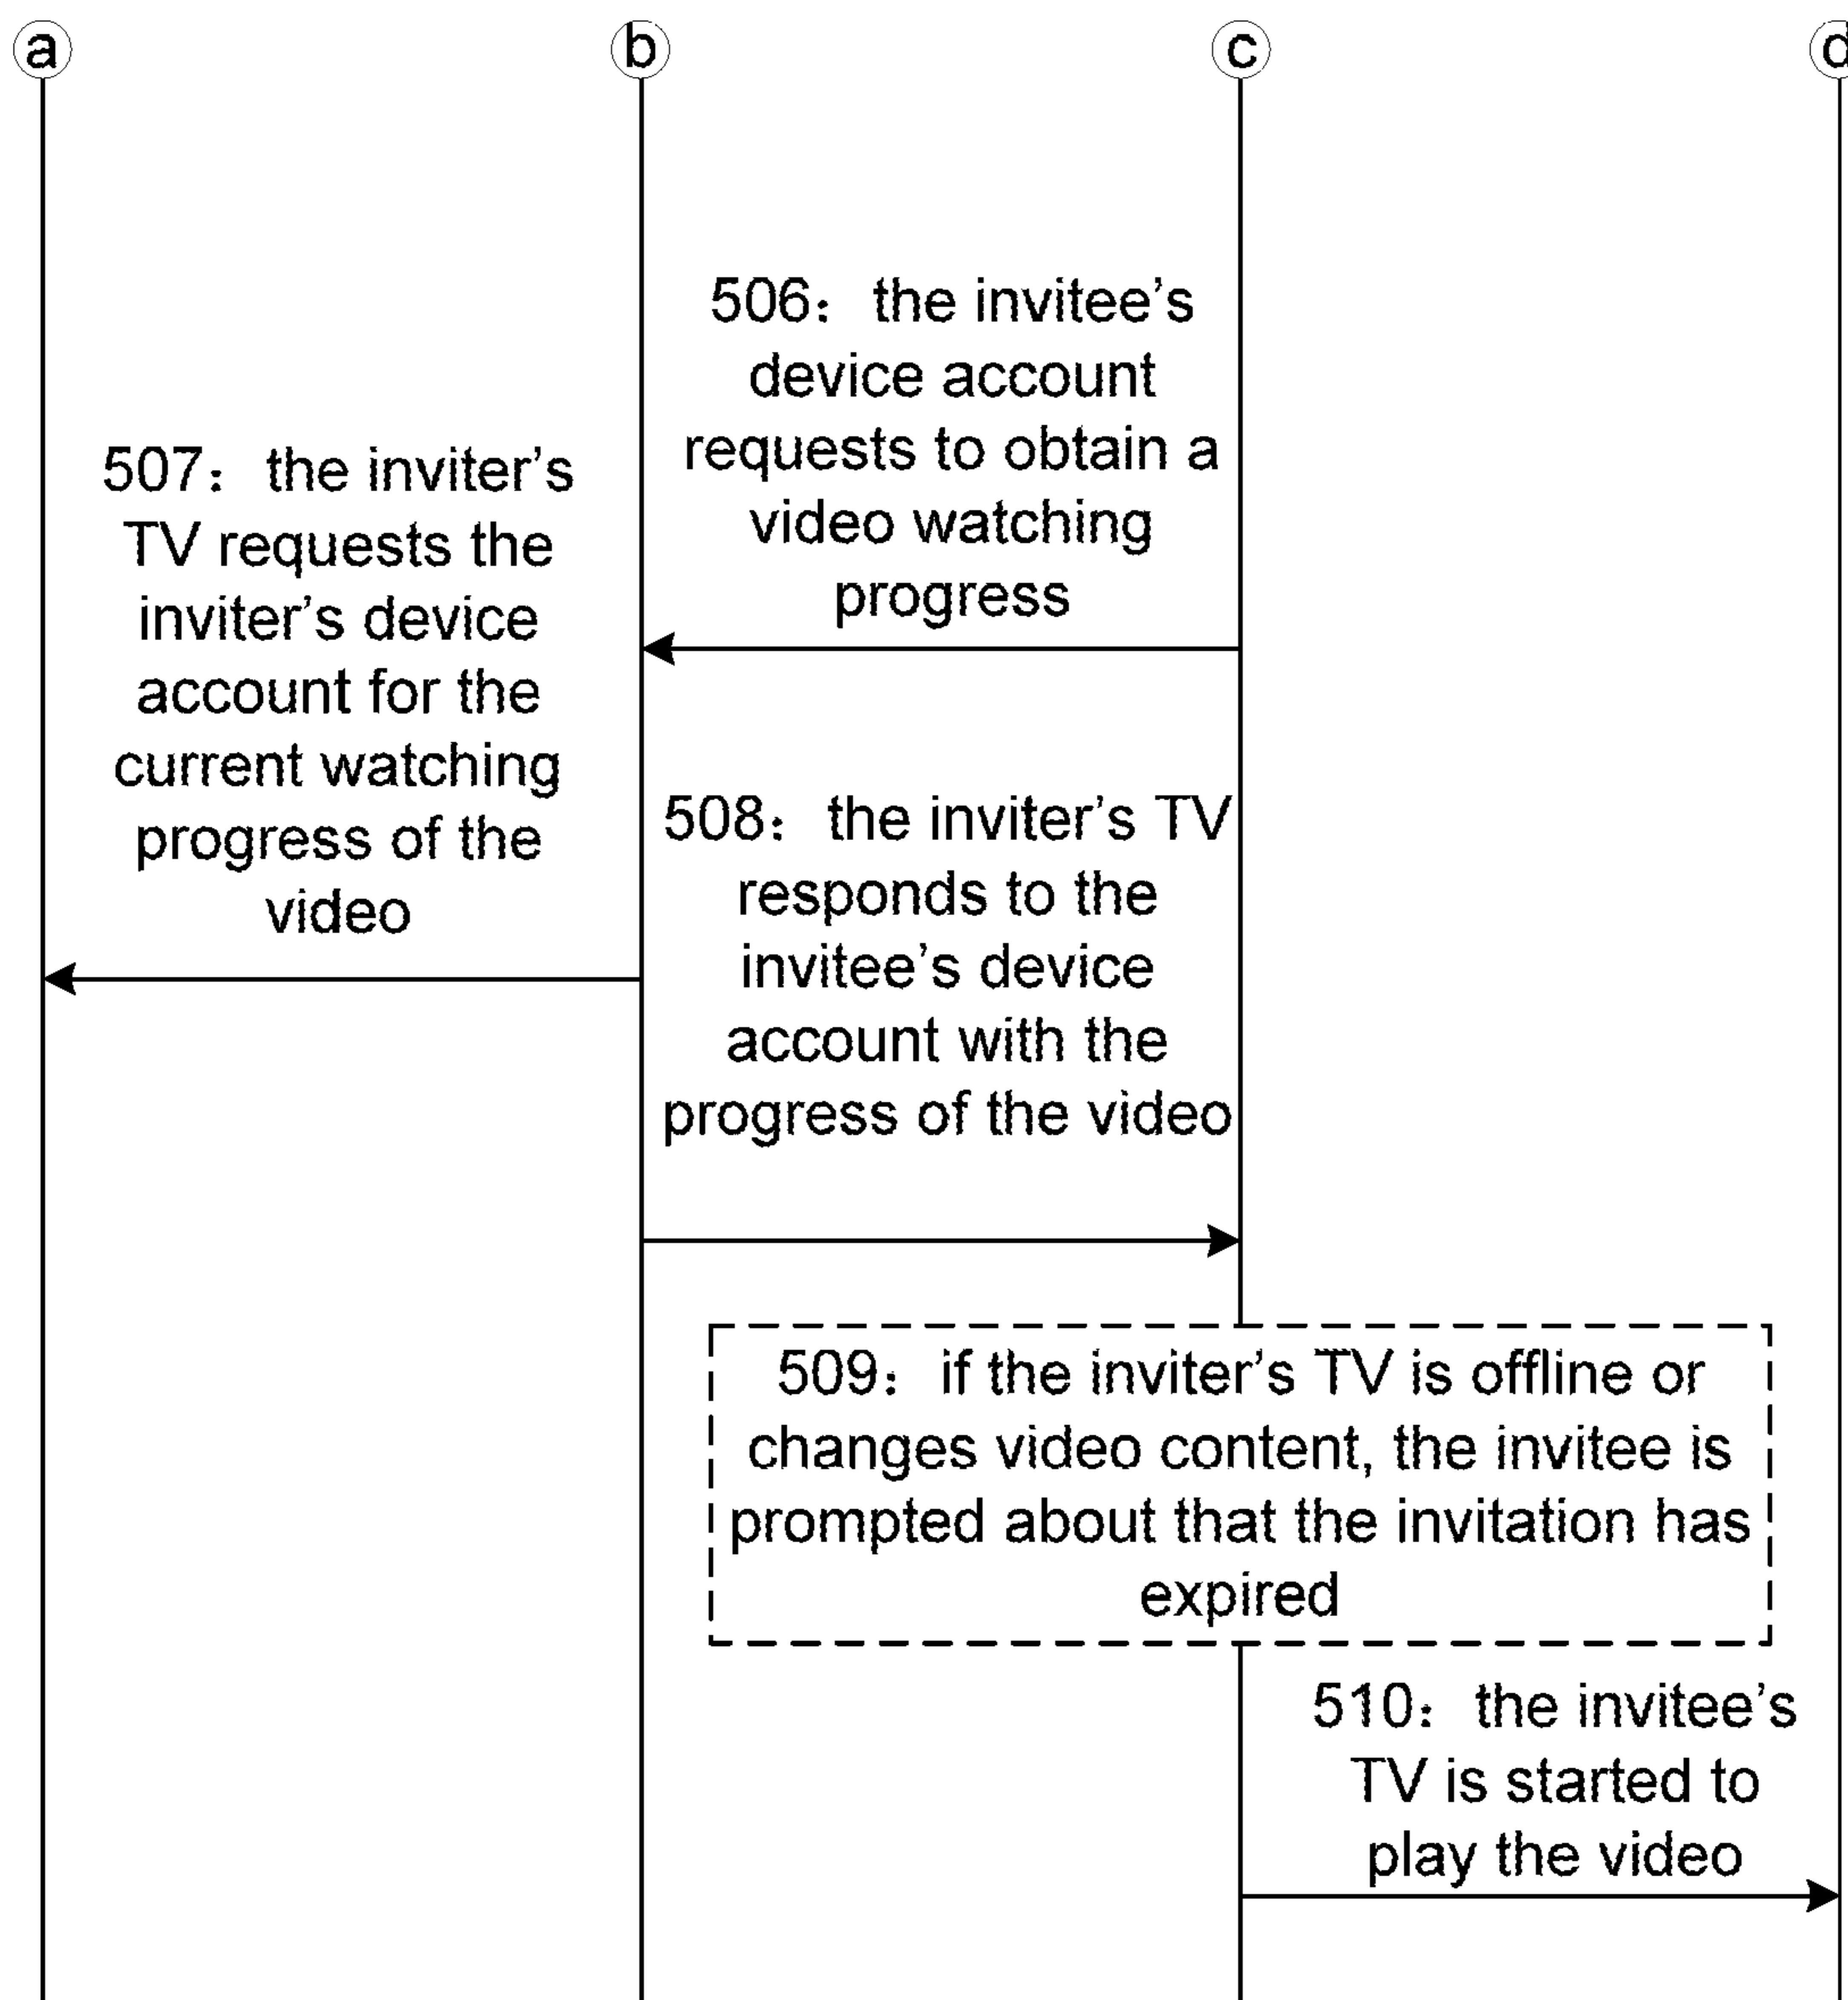 a
b
c
d
506： the invitee's
device account
requests to obtain a
video watching
progress
507： the inviter's
TV requests the
inviter's device
account for the
current watching
progress of the
video
508： the inviter's TV
responds to the
invitee's device
account with the
progress of the video
509： if the inviter's TV is offline or
changes video content, the invitee is
prompted about that the invitation has
expired
510： the invitee's
TV is started to
play the video